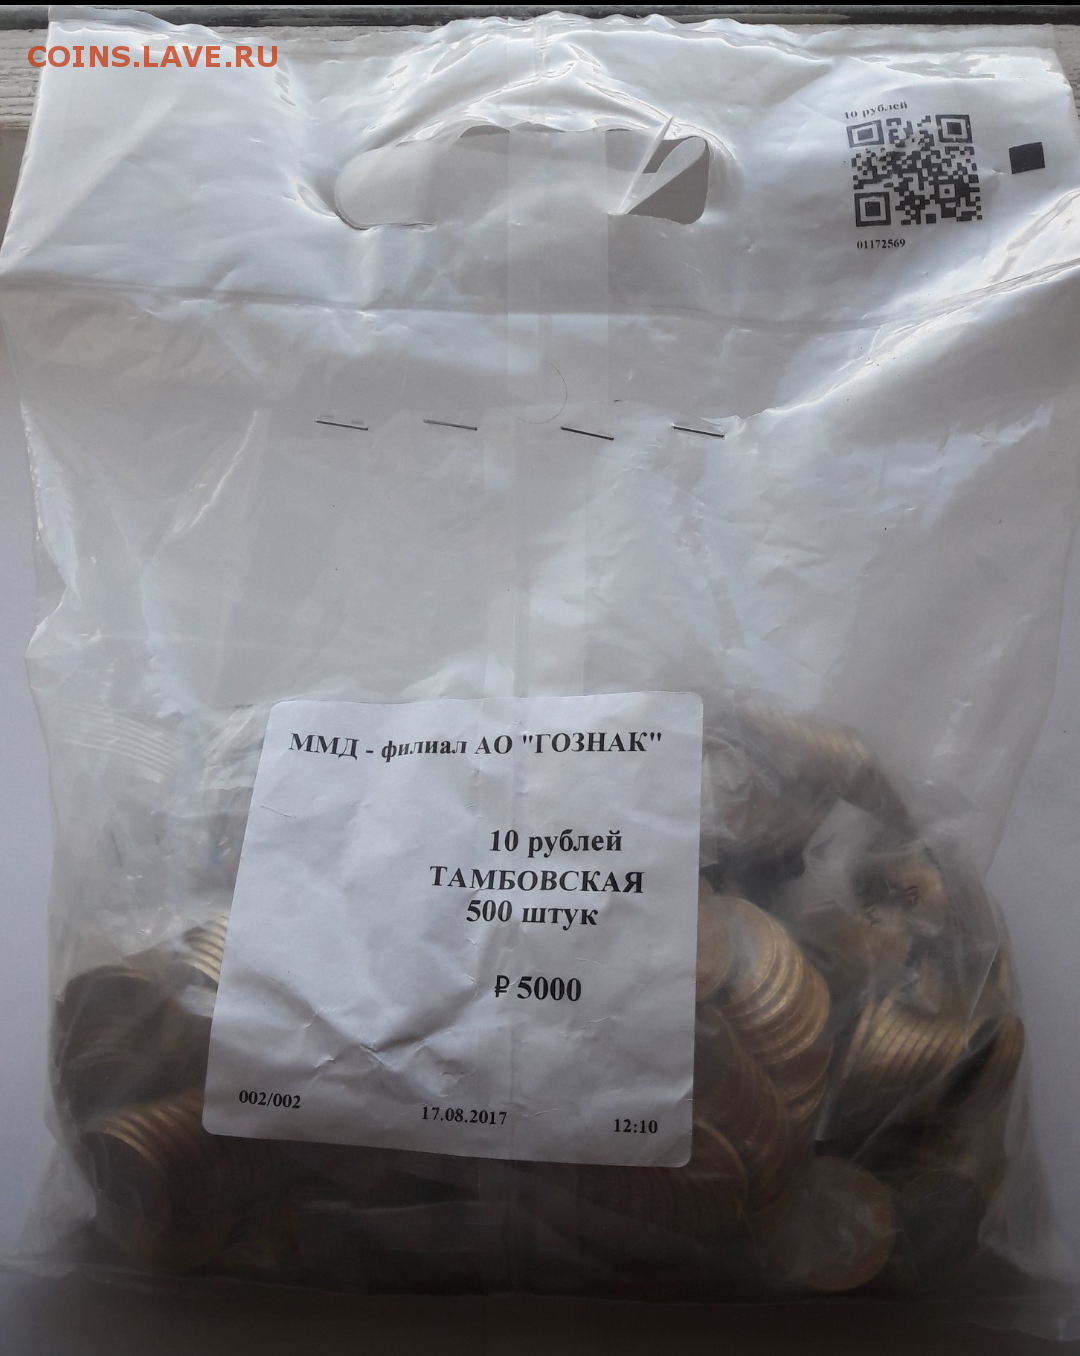 COINS.LAVE.RU
10 рублей
01172569
ММД - филиал АО "ГОЗНАК"
10 рублей
ТАМБОВСКАЯ
500 штук
₽ 5000
002/002
17.08.2017
12:10